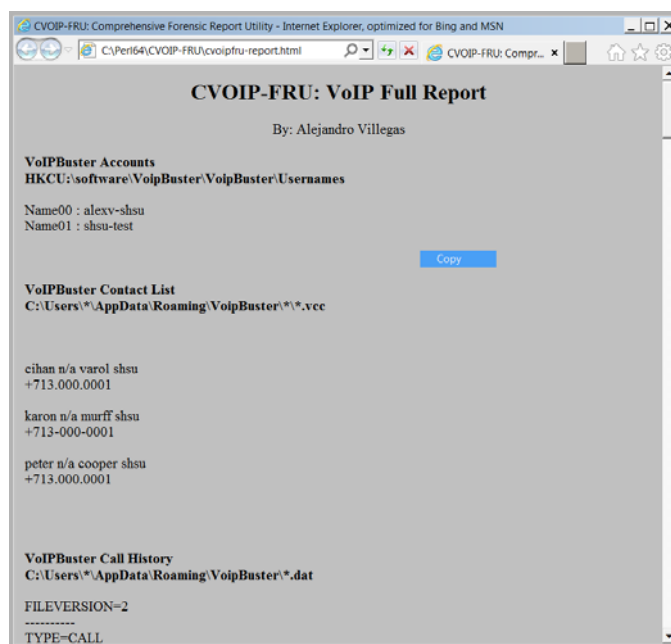 CVOIP-FRU: Comprehensive Forensic Report Utility - Internet Explorer, optimized for Bing and MSN
C:\Perl64\CVOIP-FRU\cvoipfru-report.html
CVOIP-FRU: Compr...
CVOIP-FRU: VoIP Full Report
By: Alejandro Villegas
VoIPBuster Accounts
HKCU:\software\VoipBuster\VoipBuster\Usernames
Name00 : alexv-shsu
Name01 : shsu-test
Copy
VoIPBuster Contact List
C:\Users\*\AppData\Roaming\VoipBuster\*\*.vcc
cihan n/a varol shsu
+713.000.0001
karon n/a murff shsu
+713-000-0001
peter n/a cooper shsu
+713.000.0001
VoIPBuster Call History
C:\Users\*\AppData\Roaming\VoipBuster\*.dat
FILEVERSION=2
----------
TYPE=CALL